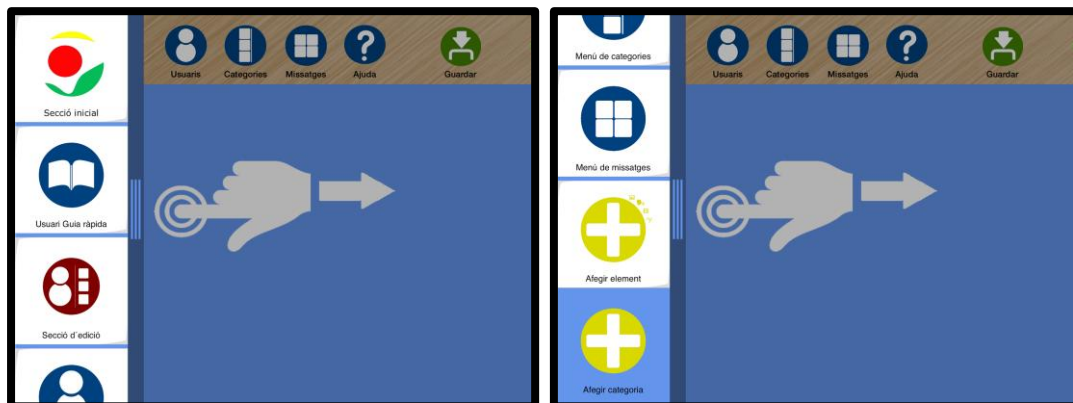 Secció inicial
Usuari Guia ràpida
Secció d´edició
Usuaris
Categories
Missatges
Ajuda
Guardar
Menú de categories
Menú de missatges
Afegir element
Afegir categoria
Usuaris
Categories
Missatges
Ajuda
Guardar